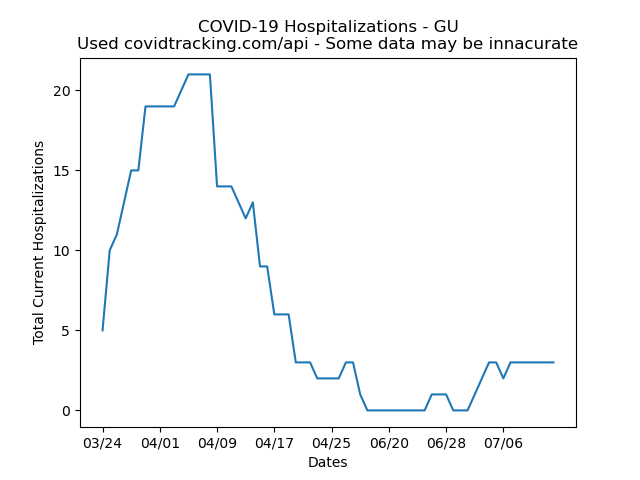 COVID-19 Hospitalizations - GU
Used covidtracking.com/api - Some data may be innacurate
Total Current Hospitalizations
20
15
10
5
0
03/24 04/01 04/09 04/17 04/25 06/20 06/28 07/06
Dates